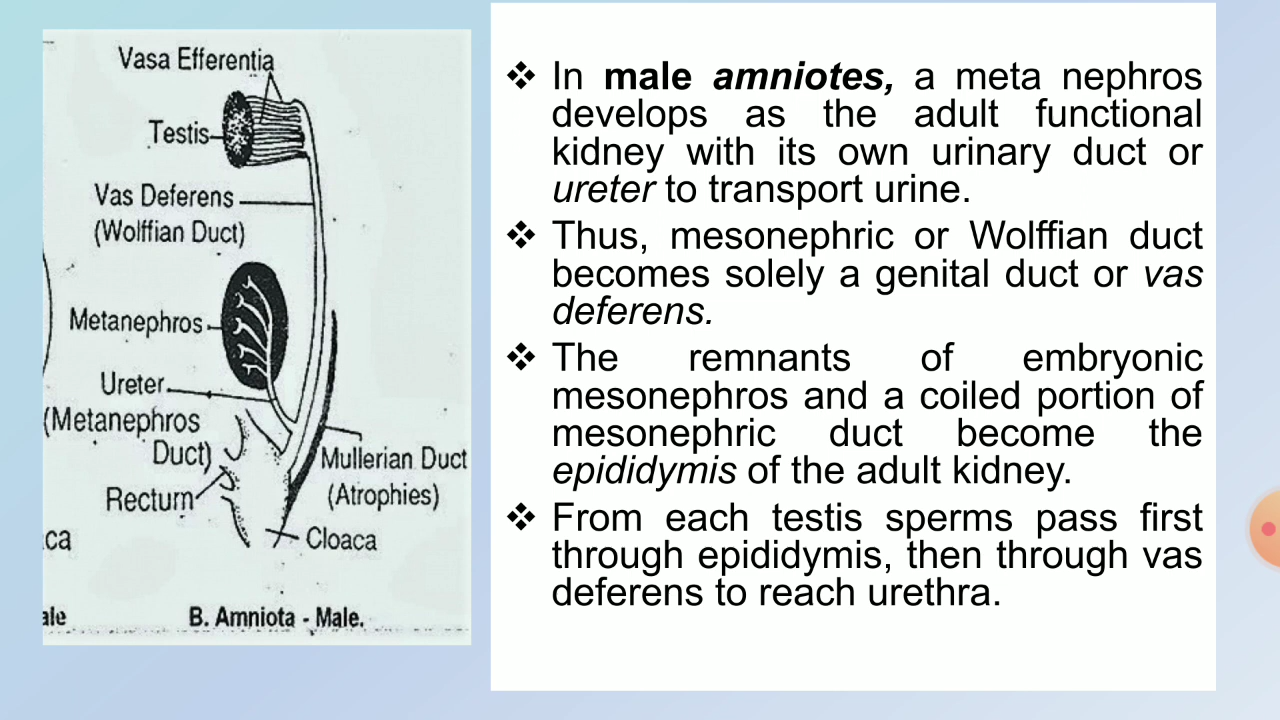 Vasa Efferentia
Testis
Vas Deferens
(Wolffian Duct)
Metanephros
Ureter
(Metanephros
Duct)
Rectum
Mullerian Duct
(Atrophies)
Cloaca
ca
ale
B. Amniota - Male.
❖ In male amniotes, a meta nephros
develops as the adult functional
kidney with its own urinary duct or
ureter to transport urine.
❖ Thus, mesonephric or Wolffian duct
becomes solely a genital duct or vas
deferens.
❖ The remnants of embryonic
mesonephros and a coiled portion of
mesonephric duct become the
epididymis of the adult kidney.
❖ From each testis sperms pass first
through epididymis, then through vas
deferens to reach urethra.